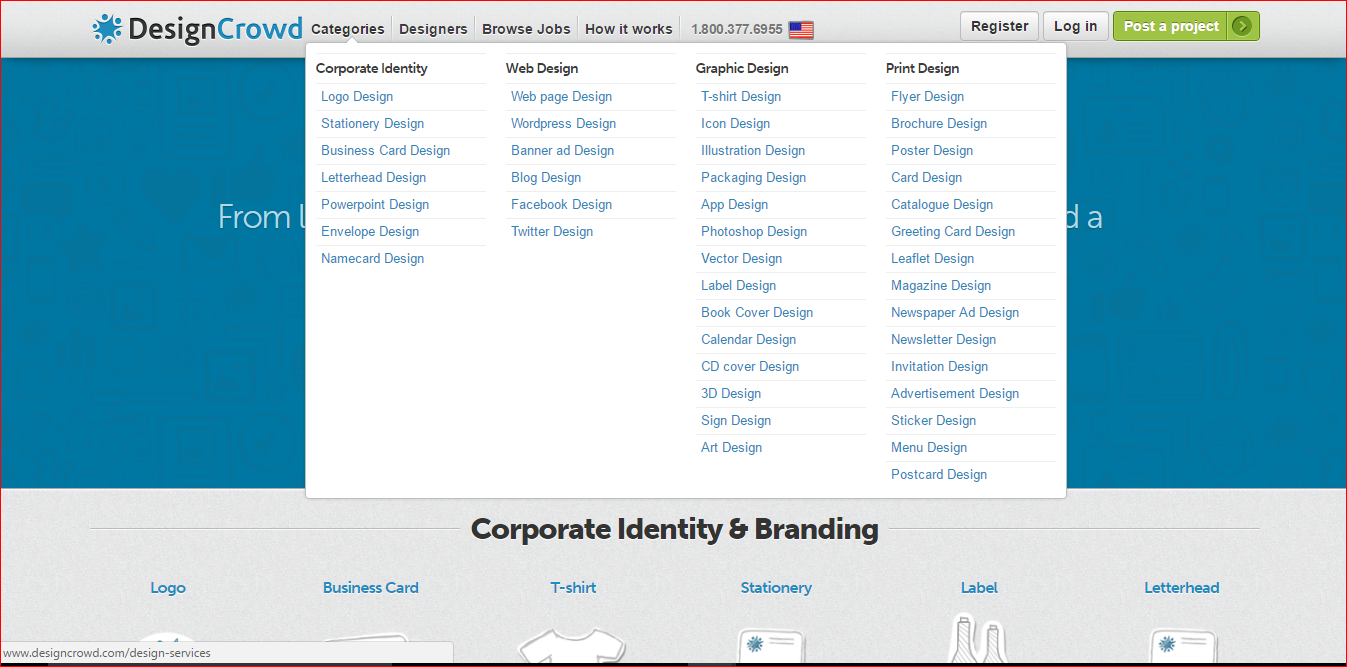 DesignCrowd Categories Designers Browse Jobs How it works 1.800.377.6955 Register Log in Post a project
Corporate Identity
Logo Design
Stationery Design
Business Card Design
Letterhead Design
Powerpoint Design
Envelope Design
Namecard Design
Web Design
Web page Design
Wordpress Design
Banner ad Design
Blog Design
Facebook Design
Twitter Design
Graphic Design
T-shirt Design
Icon Design
Illustration Design
Packaging Design
App Design
Photoshop Design
Vector Design
Label Design
Book Cover Design
Calendar Design
CD cover Design
3D Design
Sign Design
Art Design
Print Design
Flyer Design
Brochure Design
Poster Design
Card Design
Catalogue Design
Greeting Card Design
Leaflet Design
Magazine Design
Newspaper Ad Design
Newsletter Design
Invitation Design
Advertisement Design
Sticker Design
Menu Design
Postcard Design
From a
Corporate Identity & Branding
Logo Business Card T-shirt Stationery Label Letterhead
www.designcrowd.com/design-services